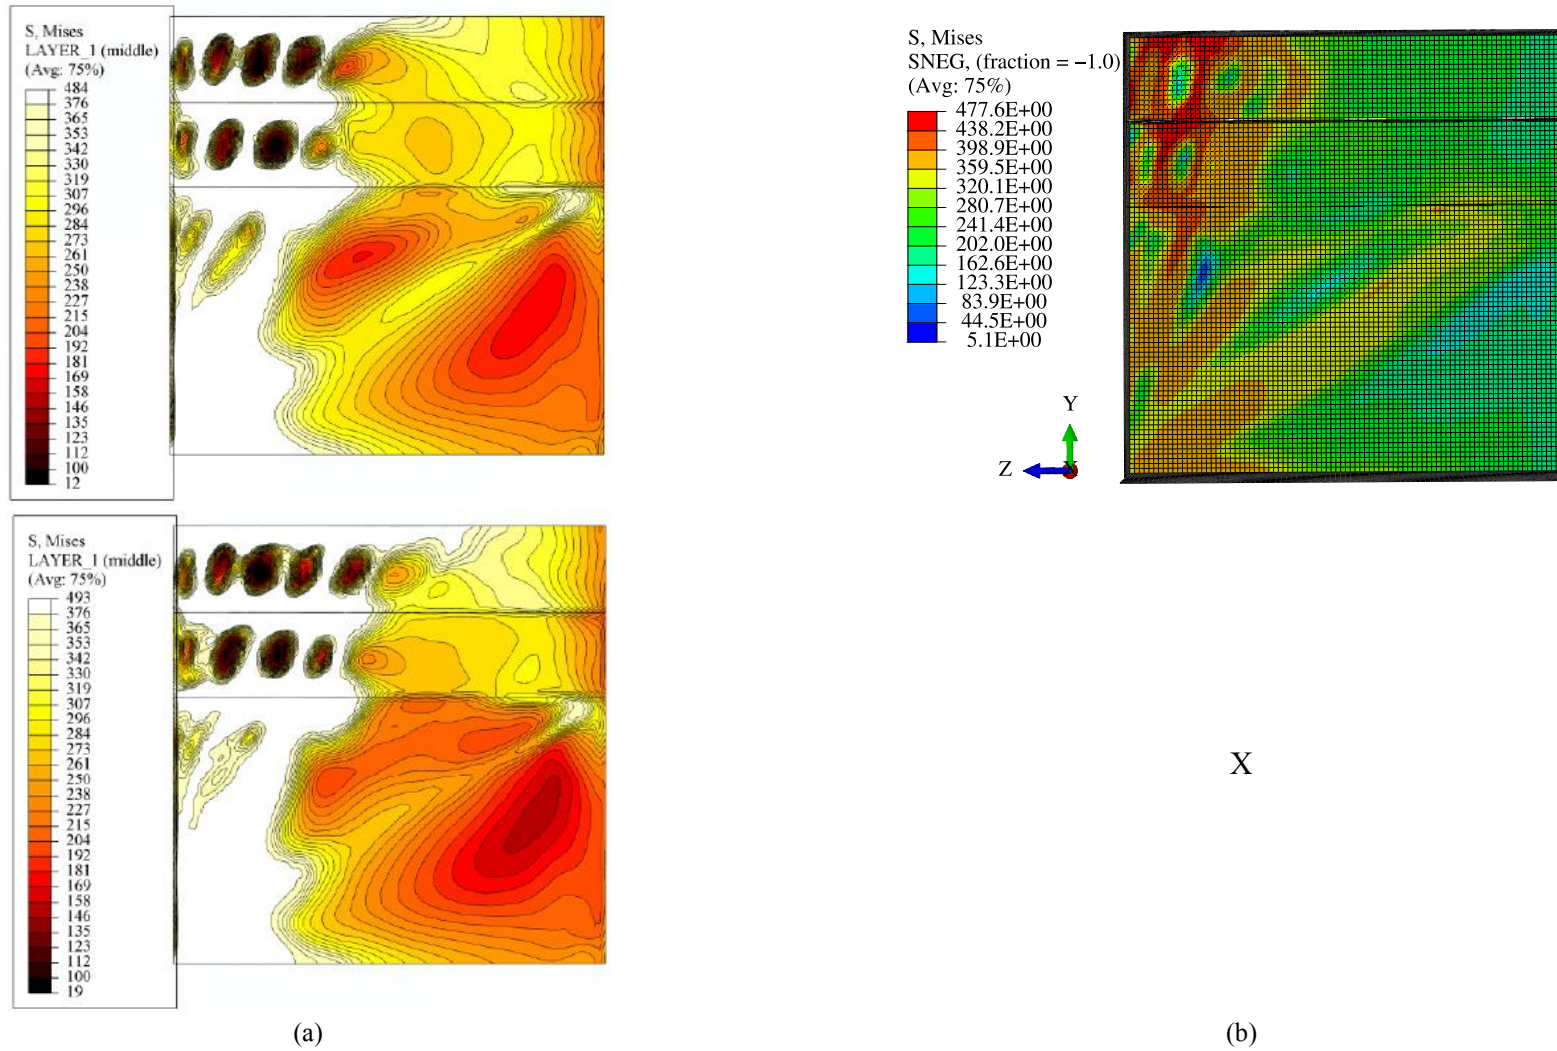 S, Mises
LAYER_1 (middle)
(Avg: 75%)
484
376
365
353
342
330
319
307
296
284
273
261
250
238
227
215
204
192
181
169
158
146
135
123
112
100
12
S, Mises
SNEG, (fraction = −1.0)
(Avg: 75%)
477.6E+00
438.2E+00
398.9E+00
359.5E+00
320.1E+00
280.7E+00
241.4E+00
202.0E+00
162.6E+00
123.3E+00
83.9E+00
44.5E+00
5.1E+00
Y
Z
X
S, Mises
LAYER_1 (middle)
(Avg: 75%)
493
376
365
353
342
330
319
307
296
284
273
261
250
238
227
215
204
192
181
169
158
146
135
123
112
100
19
X
(a)
(b)